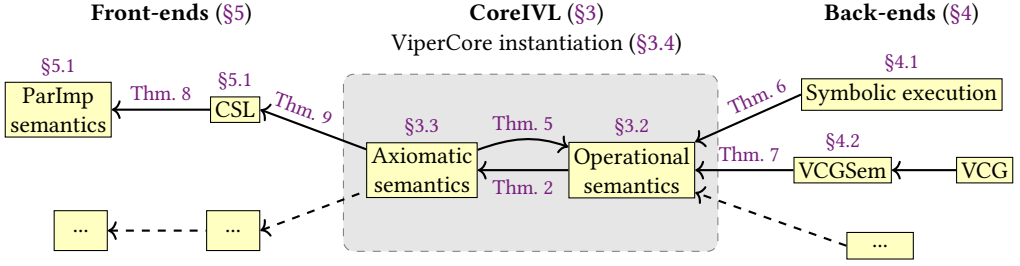 Front-ends (§5)
CoreIVL (§3)
Back-ends (§4)
ViperCore instantiation (§3.4)
§5.1
ParImp
semantics
Thm. 8
§5.1
CSL
Thm. 9
§3.3
Axiomatic
semantics
Thm. 5
Thm. 2
§3.2
Operational
semantics
Thm. 6
§4.1
Symbolic execution
Thm. 7
§4.2
VCGSem
VCG
...
...
...